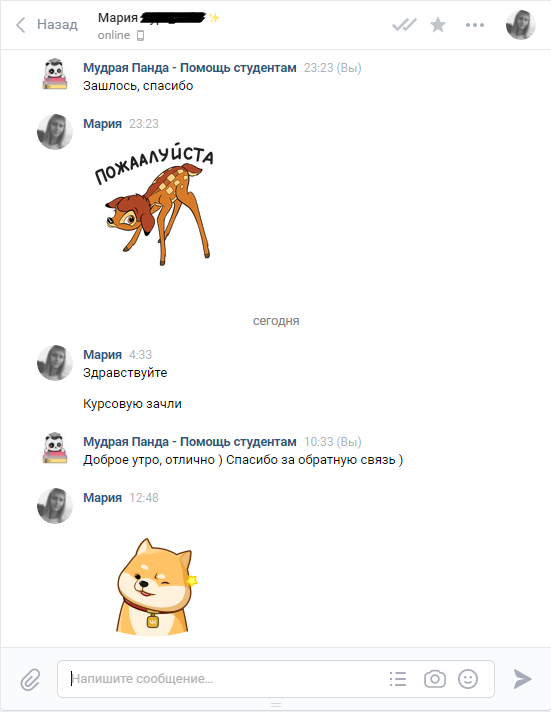 Назад
Мария
online
Мудрая Панда - Помощь студентам 23:23 (Вы)
Зашлось, спасибо
Мария 23:23
ПОЖААЛУЙСТА
сегодня
Мария 4:33
Здравствуйте
Курсовую зачли
Мудрая Панда - Помощь студентам 10:33 (Вы)
Доброе утро, отлично ) Спасибо за обратную связь )
Мария 12:48
Напишите сообщение...